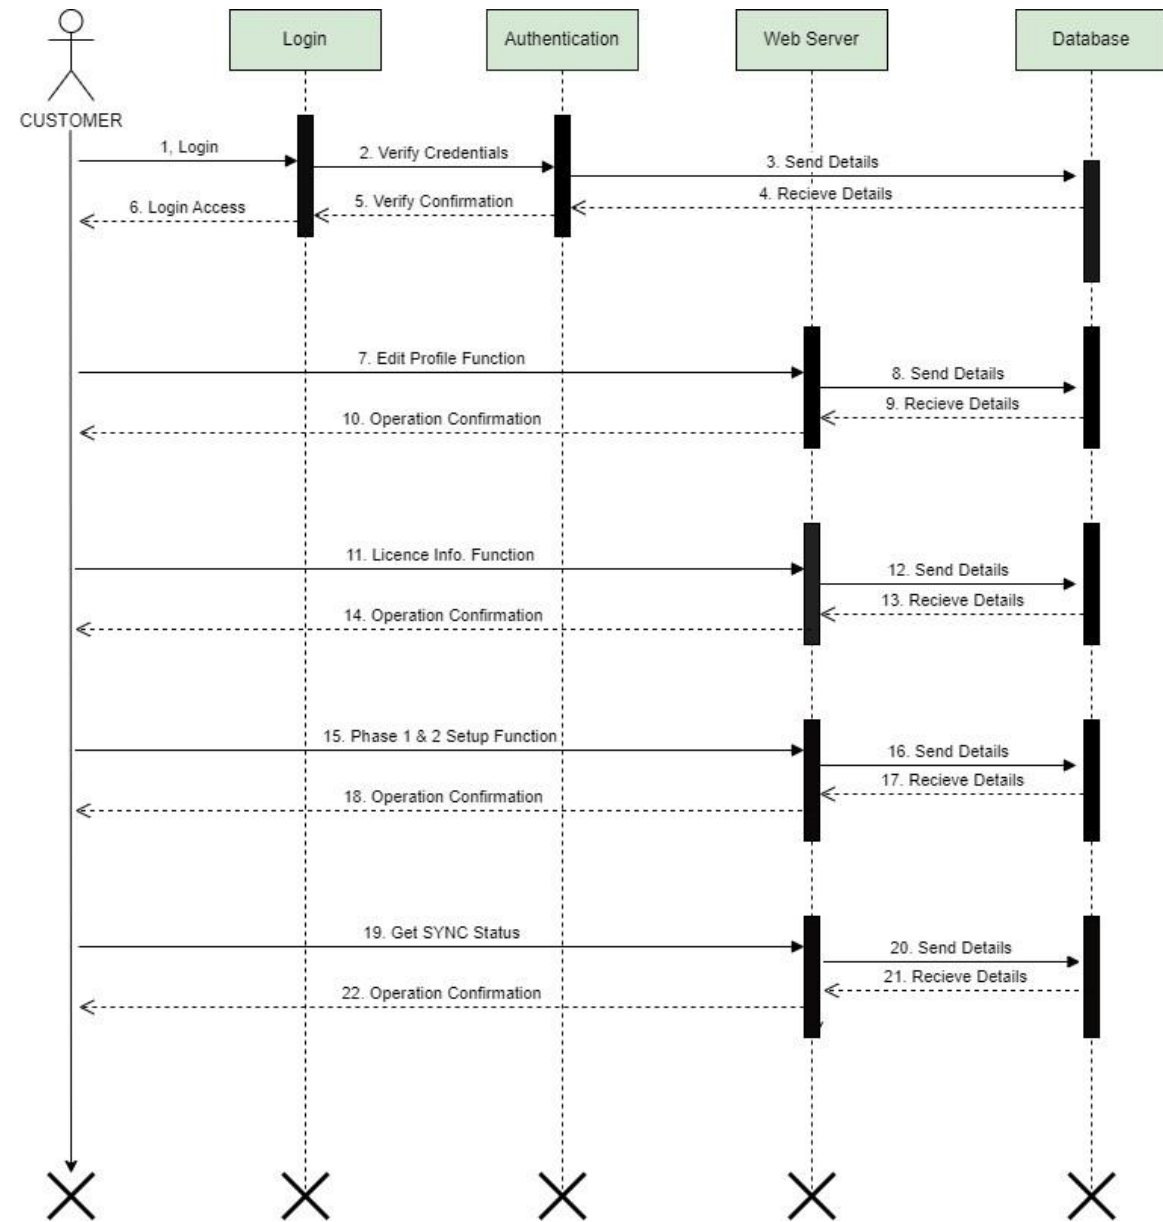 Login
Authentication
Web Server
Database
CUSTOMER
1, Login
2. Verify Credentials
3. Send Details
4. Recieve Details
5. Verify Confirmation
6. Login Access
7. Edit Profile Function
8. Send Details
9. Recieve Details
10. Operation Confirmation
11. Licence Info. Function
12. Send Details
13. Recieve Details
14. Operation Confirmation
15. Phase 1 & 2 Setup Function
16. Send Details
17. Recieve Details
18. Operation Confirmation
19. Get SYNC Status
20. Send Details
21. Recieve Details
22. Operation Confirmation